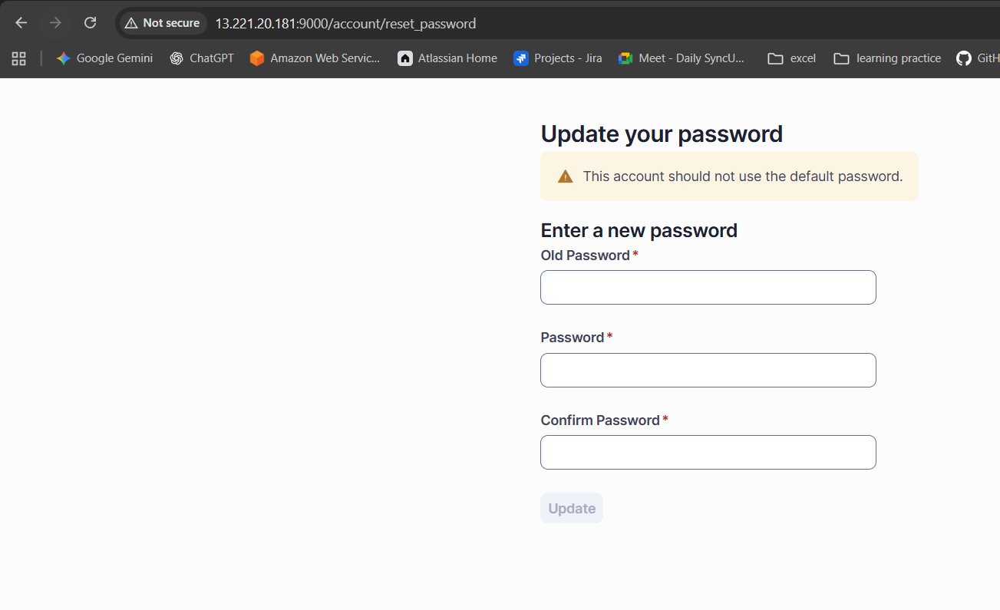 Not secure 13.221.20.181:9000/account/reset_password
Google Gemini ChatGPT Amazon Web Servic... Atlassian Home Projects - Jira Meet - Daily SyncU... excel learning practice GitH
Update your password
This account should not use the default password.
Enter a new password
Old Password*
Password*
Confirm Password*
Update